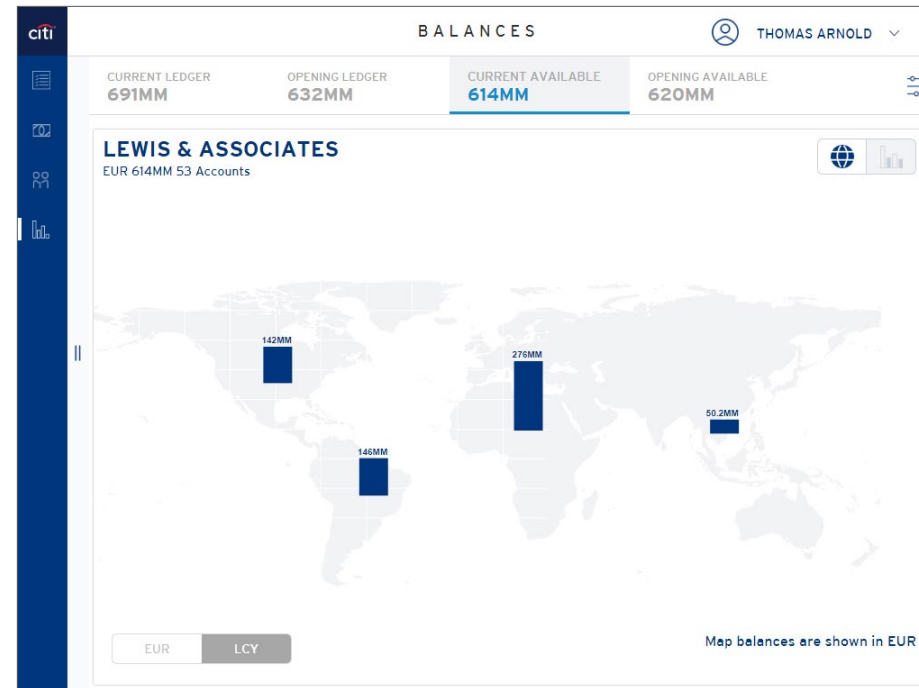 citi
BALANCES
THOMAS ARNOLD
CURRENT LEDGER
691MM
OPENING LEDGER
632MM
CURRENT AVAILABLE
614MM
OPENING AVAILABLE
620MM
LEWIS & ASSOCIATES
EUR 614MM 53 Accounts
142MM
276MM
50.2MM
146MM
EUR
LCY
Map balances are shown in EUR